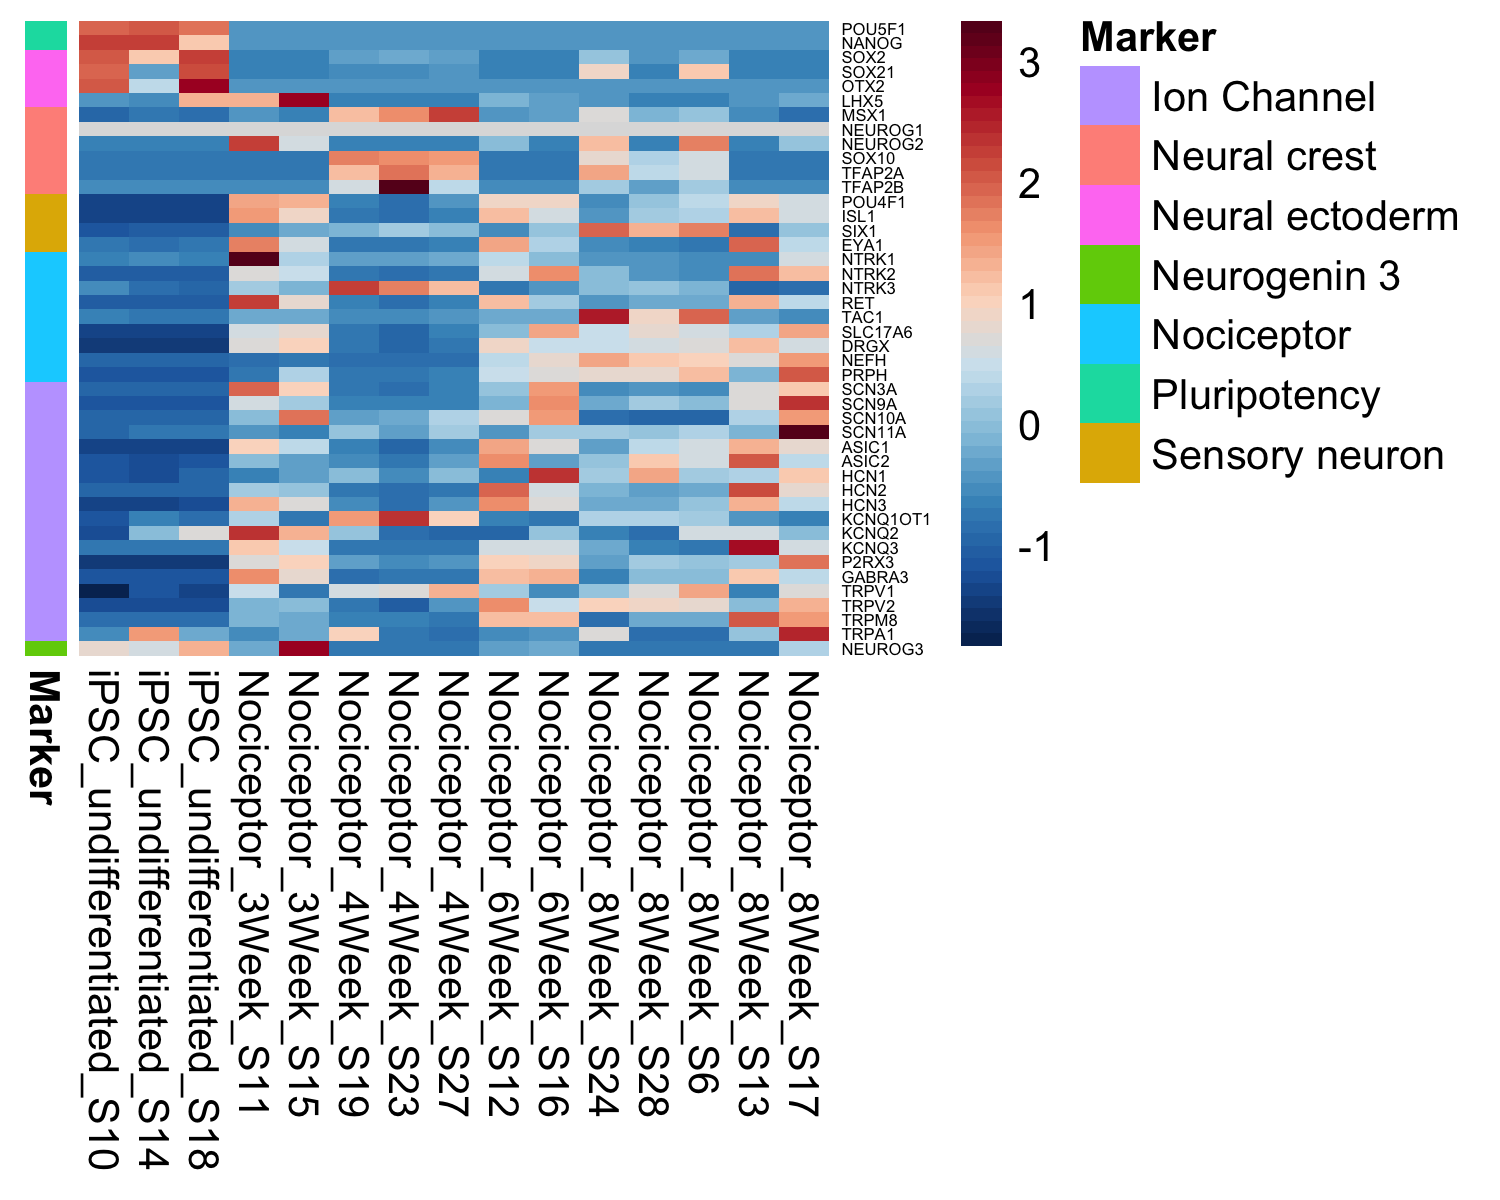 POU5F1
NANOG
SOX2
SOX21
OTX2
LHX5
MSX1
NEUROG1
NEUROG2
SOX10
TFAP2A
TFAP2B
POU4F1
ISL1
SIX1
EYA1
NTRK1
NTRK2
NTRK3
RET
TAC1
SLC17A6
DRGX
NEFH
PRPH
SCN3A
SCN9A
SCN10A
SCN11A
ASIC1
ASIC2
HCN1
HCN2
HCN3
KCNQ1OT1
KCNQ2
KCNQ3
P2RX3
GABRA3
TRPV1
TRPV2
TRPM8
TRPA1
NEUROG3
3
2
1
0
-1
Marker
Ion Channel
Neural crest
Neural ectoderm
Neurogenin 3
Nociceptor
Pluripotency
Sensory neuron
Marker
iPSC_undifferentiated_S10
iPSC_undifferentiated_S14
iPSC_undifferentiated_S18
Nociceptor_3Week_S11
Nociceptor_3Week_S15
Nociceptor_4Week_S19
Nociceptor_4Week_S23
Nociceptor_4Week_S27
Nociceptor_6Week_S12
Nociceptor_6Week_S16
Nociceptor_8Week_S24
Nociceptor_8Week_S28
Nociceptor_8Week_S6
Nociceptor_8Week_S13
Nociceptor_8Week_S17